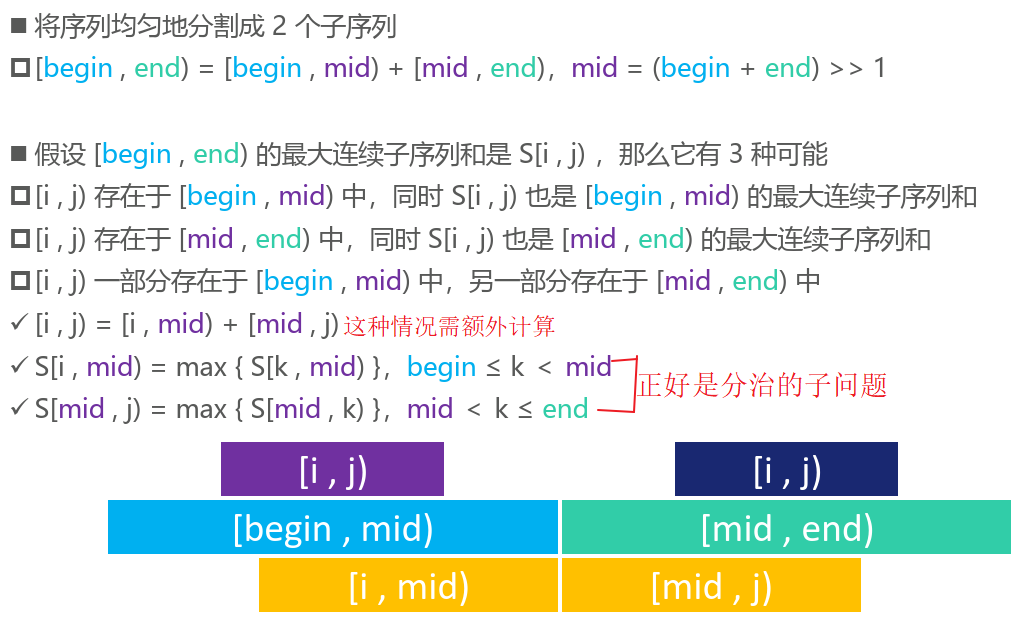 ■ 将序列均匀地分割成 2 个子序列
[begin , end) = [begin , mid) + [mid , end)，mid = (begin + end) >> 1
■ 假设 [begin , end) 的最大连续子序列和是 S[i , j) ，那么它有 3 种可能
[i , j) 存在于 [begin , mid) 中，同时 S[i , j) 也是 [begin , mid) 的最大连续子序列和
[i , j) 存在于 [mid , end) 中，同时 S[i , j) 也是 [mid , end) 的最大连续子序列和
[i , j) 一部分存在于 [begin , mid) 中，另一部分存在于 [mid , end) 中
✓ [i , j) = [i , mid) + [mid , j) 这种情况需额外计算
✓ S[i , mid) = max { S[k , mid) }，begin ≤ k < mid
正好是分治的子问题
✓ S[mid , j) = max { S[mid , k) }，mid < k ≤ end
[i , j) [i , j)
[begin , mid) [mid , end)
[i , mid) [mid , j)